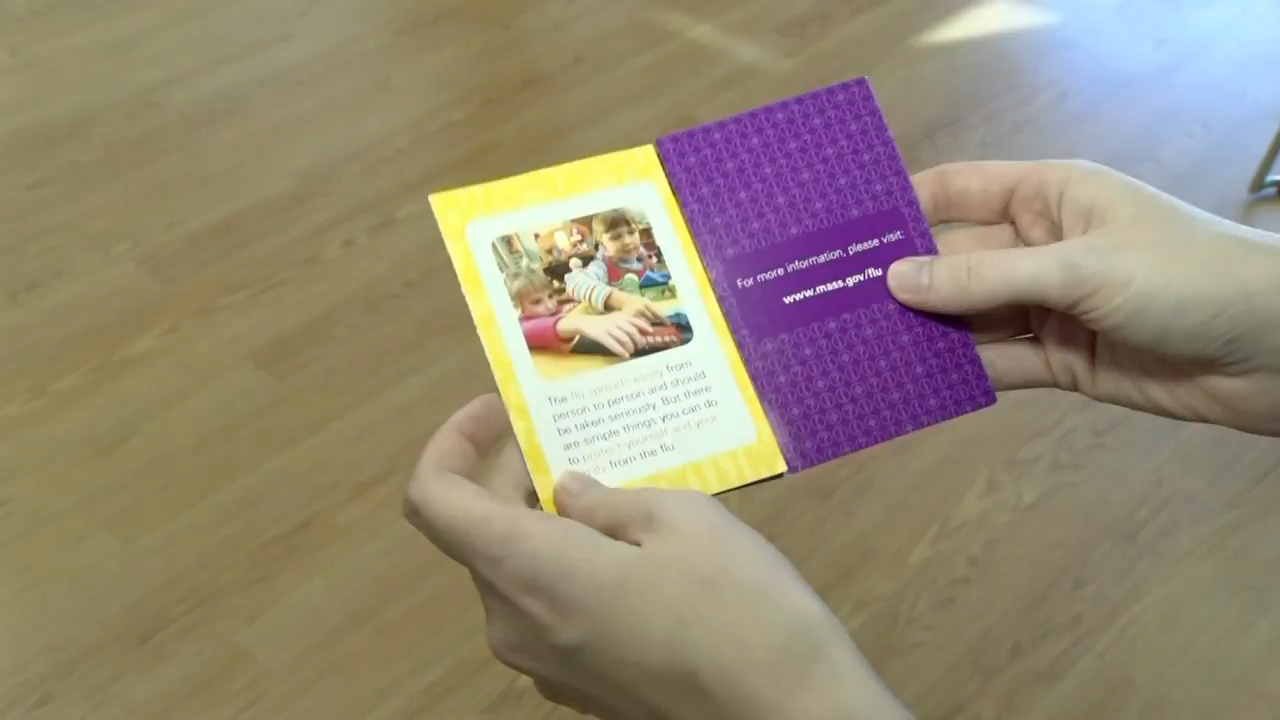 The flu spreads easily from
person to person and should
be taken seriously. But there
are simple things you can do
to protect yourself and your
from the flu
For more information, please visit:
www.mass.gov/flu